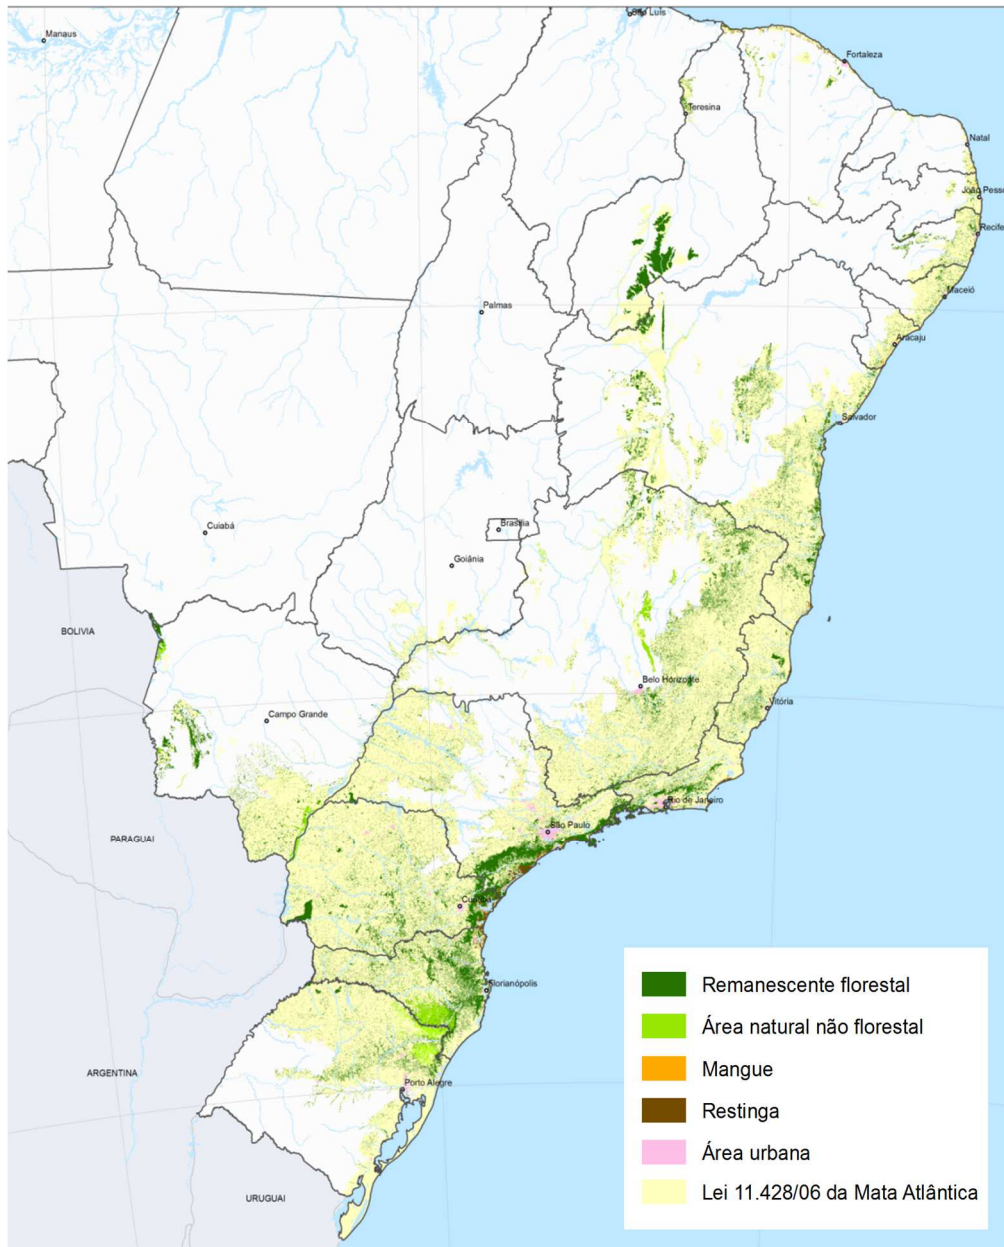 Manaus
São Luís
Fortaleza
Teresina
Natal
João Pesso
Recife
Palmas
Maceió
Aracaju
Salvador
Cuiabá
Brasília
Goiânia
BOLIVIA
Belo Horizonte
Vitória
Campo Grande
Rio de Janeiro
São Paulo
PARAGUAI
Curitiba
Florianópolis
ARGENTINA
Porto Alegre
URUGUAI
Remanescente florestal
Área natural não florestal
Mangue
Restinga
Área urbana
Lei 11.428/06 da Mata Atlântica